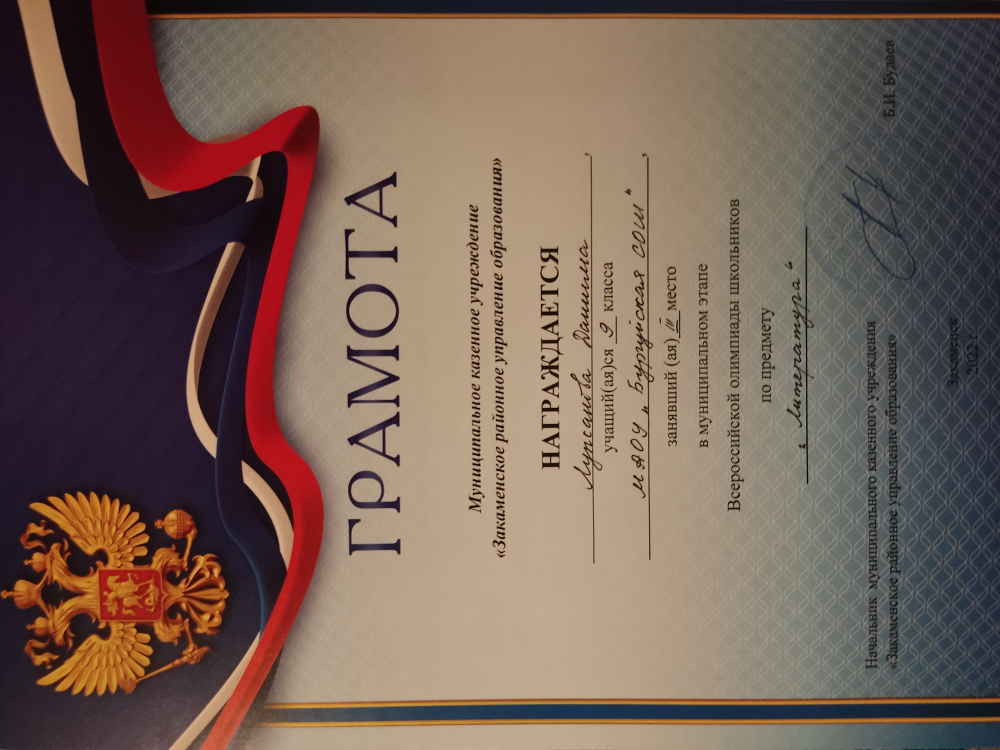 ГРАМОТА
Муниципальное казенное учреждение
«Закаменское районное управление образования»
НАГРАЖДАЕТСЯ
Лупсанова Далима,
учащий(ая)ся 9 класса
МАОУ „Бургуйская СОШ",
занявший (ая) III место
в муниципальном этапе
Всероссийской олимпиады школьников
по предмету
„Литература"
Начальник муниципального казенного учреждения
«Закаменское районное управление образования» Б.И. Будаев
Закаменск
2023 г.